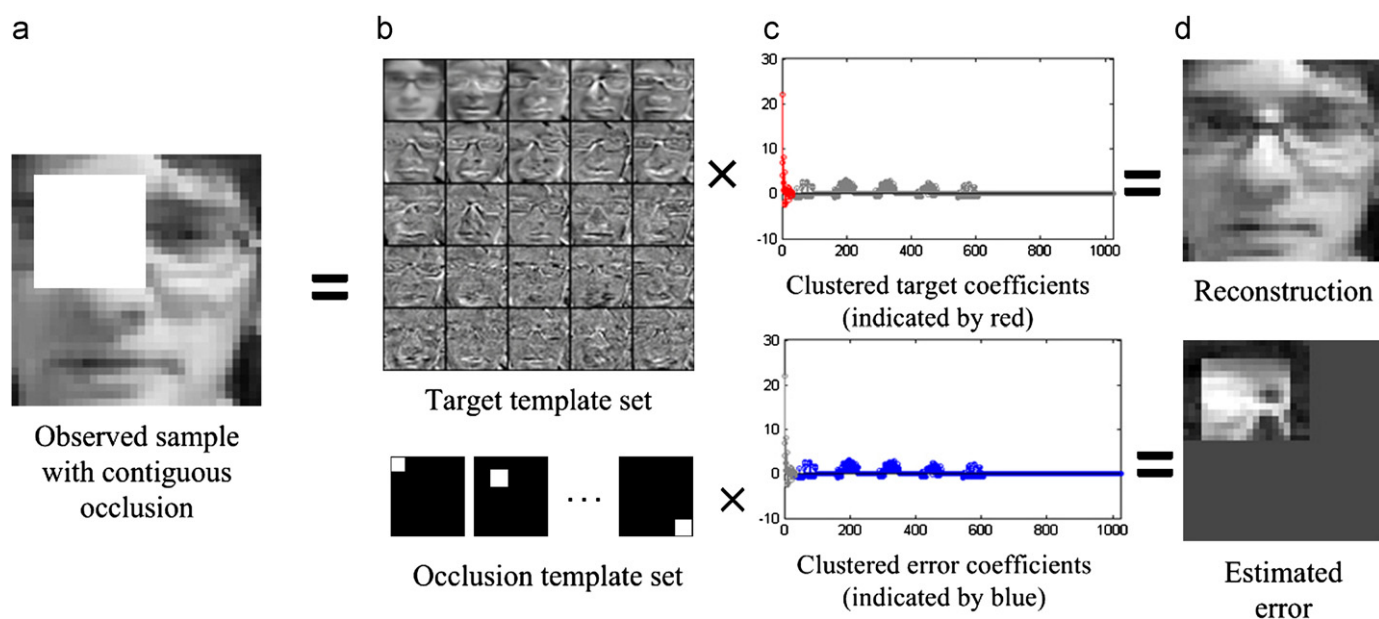 a
b
c
d
30
20
10
0
-10
0
200
400
600
800
1000
×
=
=
Observed sample
with contiguous
occlusion
Target template set
Clustered target coefficients
(indicated by red)
Reconstruction
30
20
10
0
-10
0
200
400
600
800
1000
...
×
=
Occlusion template set
Clustered error coefficients
(indicated by blue)
Estimated
error